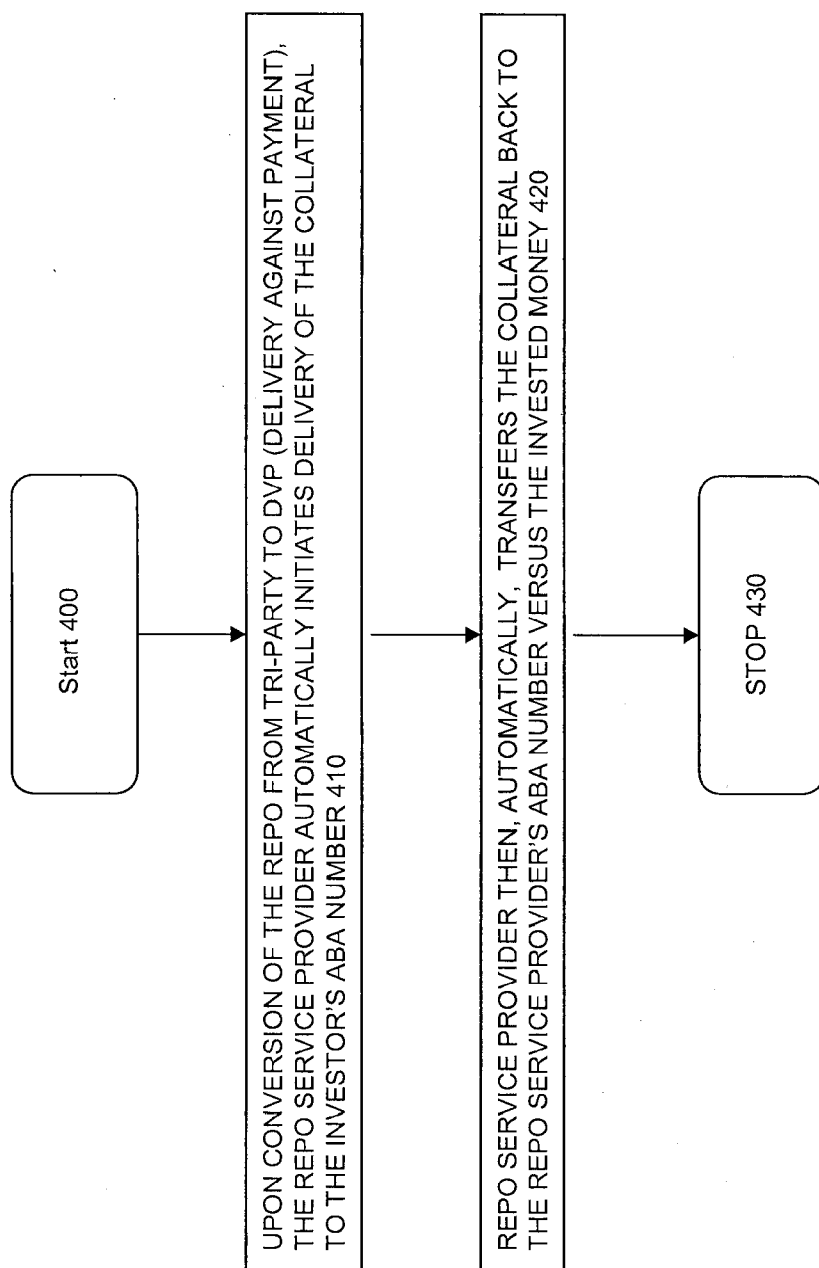 Start 400
UPON CONVERSION OF THE REPO FROM TRI-PARTY TO DVP (DELIVERY AGAINST PAYMENT),
THE REPO SERVICE PROVIDER AUTOMATICALLY INITIATES DELIVERY OF THE COLLATERAL
TO THE INVESTOR'S ABA NUMBER 410
REPO SERVICE PROVIDER THEN, AUTOMATICALLY, TRANSFERS THE COLLATERAL BACK TO
THE REPO SERVICE PROVIDER'S ABA NUMBER VERSUS THE INVESTED MONEY 420
STOP 430